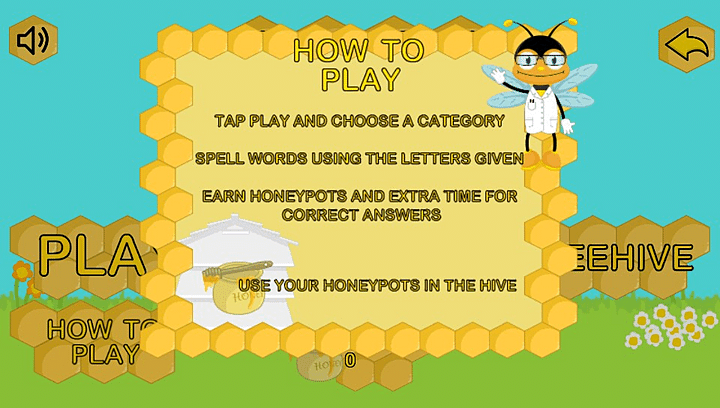 HOW TO
PLAY
TAP PLAY AND CHOOSE A CATEGORY
SPELL WORDS USING THE LETTERS GIVEN
EARN HONEYPOTS AND EXTRA TIME FOR
CORRECT ANSWERS
USE YOUR HONEYPOTS IN THE HIVE
PLA
EEHIVE
HOW TO
PLAY
0